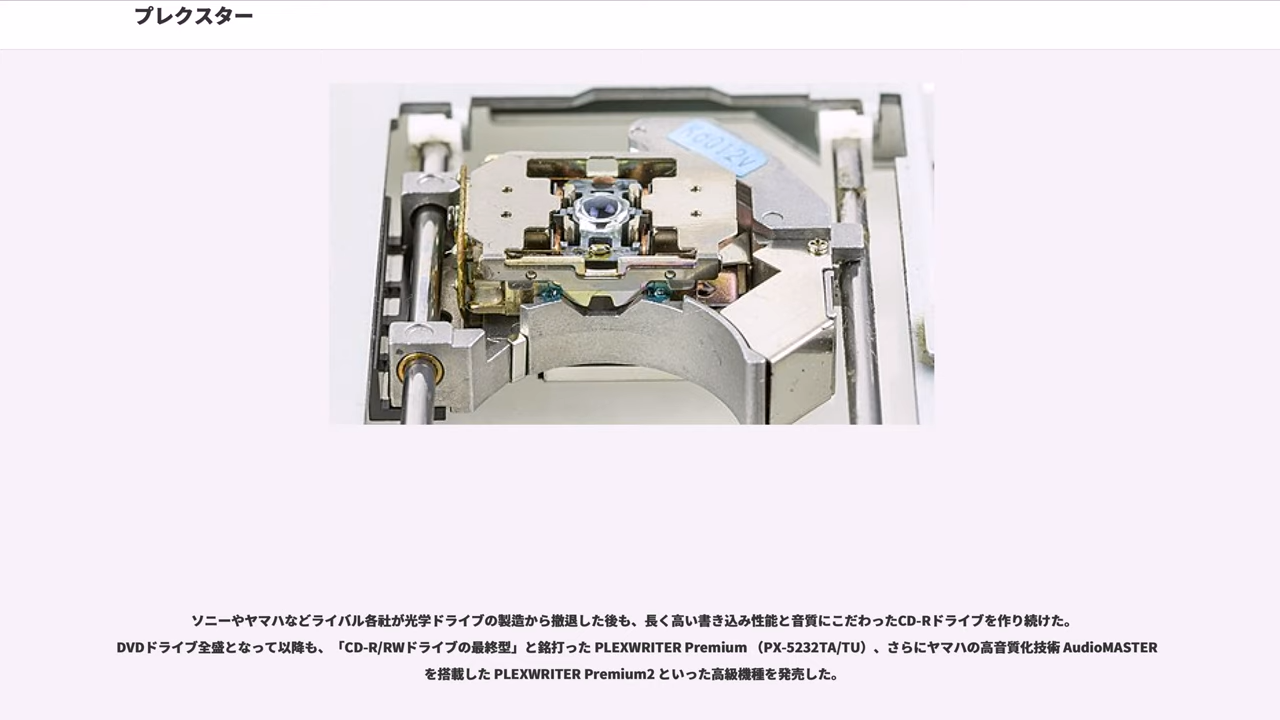 プレクスター
K6012V
ソニーやヤマハなどライバル各社が光学ドライブの製造から撤退した後も、長く高い書き込み性能と音質にこだわったCD-Rドライブを作り続けた。
DVDドライブ全盛となって以降も、「CD-R/RWドライブの最終型」と銘打った PLEXWRITER Premium （PX-5232TA/TU）、さらにヤマハの高音質化技術 AudioMASTER
を搭載した PLEXWRITER Premium2 といった高級機種を発売した。